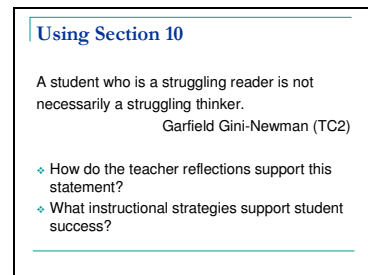 Using Section 10
A student who is a struggling reader is not
necessarily a struggling thinker.
Garfield Gini-Newman (TC2)
❖ How do the teacher reflections support this
statement?
❖ What instructional strategies support student
success?